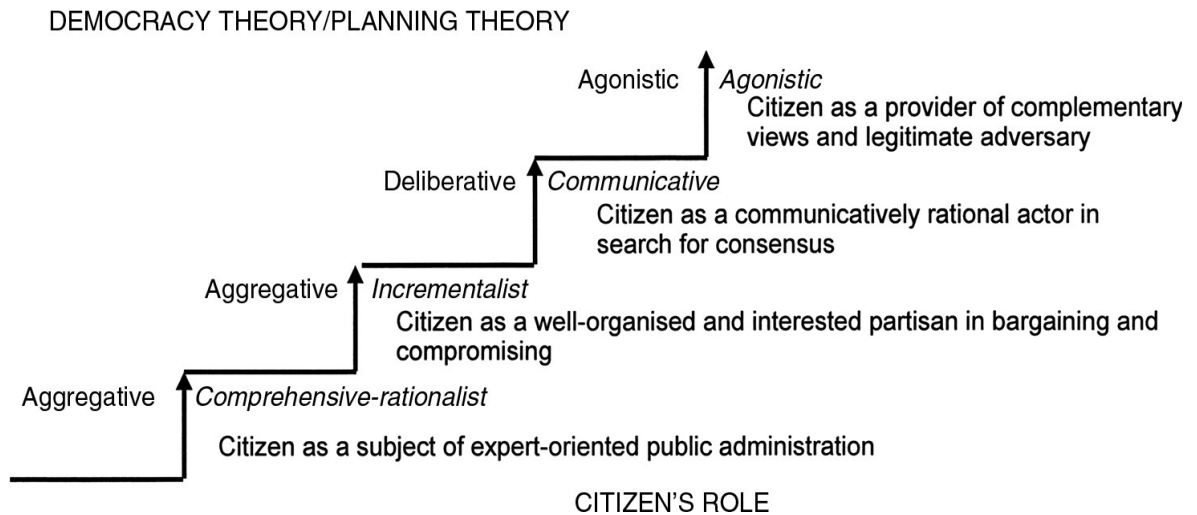 DEMOCRACY THEORY/PLANNING THEORY
Agonistic Agonistic
Citizen as a provider of complementary
views and legitimate adversary
Deliberative Communicative
Citizen as a communicatively rational actor in
search for consensus
Aggregative Incrementalist
Citizen as a well-organised and interested partisan in bargaining and
compromising
Aggregative Comprehensive-rationalist
Citizen as a subject of expert-oriented public administration
CITIZEN'S ROLE